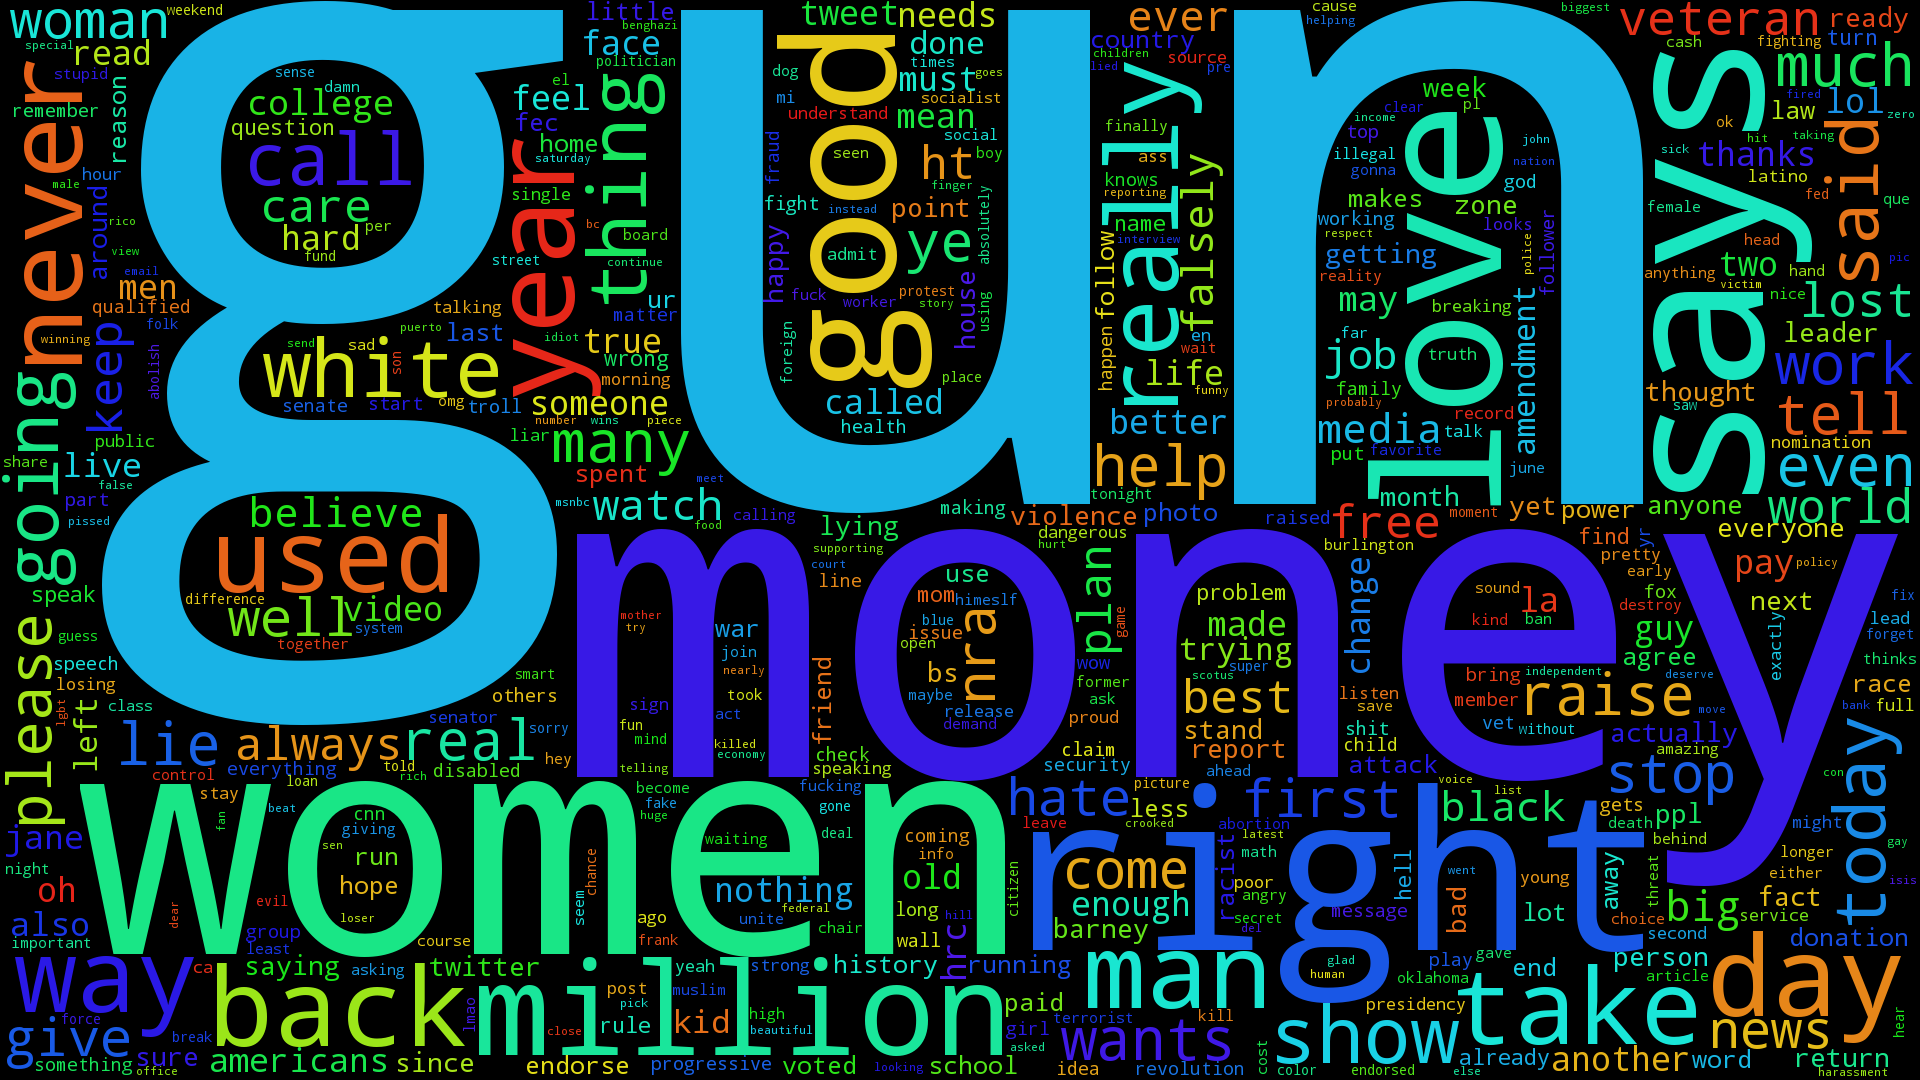 gun
money
women
right
good
love
says
million
used
white
call
year
thing
never
going
please
way
back
man
take
day
show
wants
give
really
falsely
said
much
veteran
woman
read
college
question
care
hard
per
fund
sense
damn
believe
well
video
difference
system
together
many
someone
watch
spent
liar
help
better
violence
photo
free
raise
best
stand
report
trying
made
problem
nra
bs
issue
mom
himeslf
use
open
blue
maybe
release
demand
plan
change
work
tell
even
world
lost
leader
thought
nomination
anyone
everyone
power
find
pretty
early
pay
policy
next
guy
agree
race
full
stop
today
actually
amazing
black
first
hate
come
enough
barney
less
big
service
fact
donation
person
article
news
another
word
already
return
harassment
end
presidency
oklahoma
play
gave
lot
young
bad
hell
message
racist
poor
angry
secret
math
latest
abortion
history
running
hrc
paid
girl
school
voted
progressive
endorse
since
americans
sure
something
office
break
force
saying
twitter
asking
course
group
least
also
important
night
oh
jane
lie
always
real
disabled
everything
control
stay
loan
told
rich
beat
cnn
giving
sen
run
hope
loser
evil
dear
fan
nothing
unite
federal
waiting
old
long
wall
chair
citizen
coming
info
hill
ago
frank
seem
chance
yeah
strong
muslim
post
pick
rule
kid
high
beautiful
close
lmao
looking
asked
idea
revolution
terrorist
kill
cost
color
endorsed
else
human
glad
del
went
choice
second
away
threat
death
gets
ppl
behind
longer
either
might
gay
isis
con
bank
move
deserve
independent
without
vet
member
bring
kind
ban
sound
la
destroy
fox
yr
exactly
lead
forget
fix
thinks
hear
tweet
needs
little
face
benghazi
politician
done
times
must
goes
socialist
mean
social
dog
mi
understand
seen
ht
boy
finger
fight
instead
point
fraud
happy
fuck
admit
worker
ye
protest
story
absolutely
using
house
foreign
place
called
health
feel
fec
el
home
saturday
single
bc
board
continue
street
ur
matter
last
talking
puerto
idiot
true
wrong
morning
number
wins
piece
troll
omg
start
senate
send
sad
son
ever
country
children
lied
source
pre
cause
helping
finally
ass
knows
reporting
name
interview
follow
happen
en
wait
life
funny
week
pl
clear
income
top
illegal
gonna
john
nation
god
makes
zone
working
respect
looks
police
getting
reality
follower
may
breaking
far
job
truth
family
probably
record
media
talk
favorite
put
amendment
june
month
moment
yet
raised
burlington
tonight
making
dangerous
hurt
lying
supporting
calling
food
msnbc
meet
court
line
biggest
ready
turn
cash
fighting
law
lol
fired
zero
ok
hit
taking
sick
thanks
latino
fed
que
female
head
two
hand
anything
victim
nice
pic
saw
weekend
special
stupid
remember
reason
hour
male
rico
around
view
email
men
qualified
folk
winning
keep
abolish
public
share
live
false
part
pissed
speak
guess
speech
losing
class
lgbt
left
smart
others
senator
sorry
hey
mother
try
war
join
nearly
took
sign
act
fun
mind
killed
economy
telling
friend
check
speaking
fucking
become
fake
huge
gone
deal
wow
former
ask
proud
game
claim
security
ahead
super
scotus
listen
save
shit
child
attack
picture
leave
crooked
voice
list